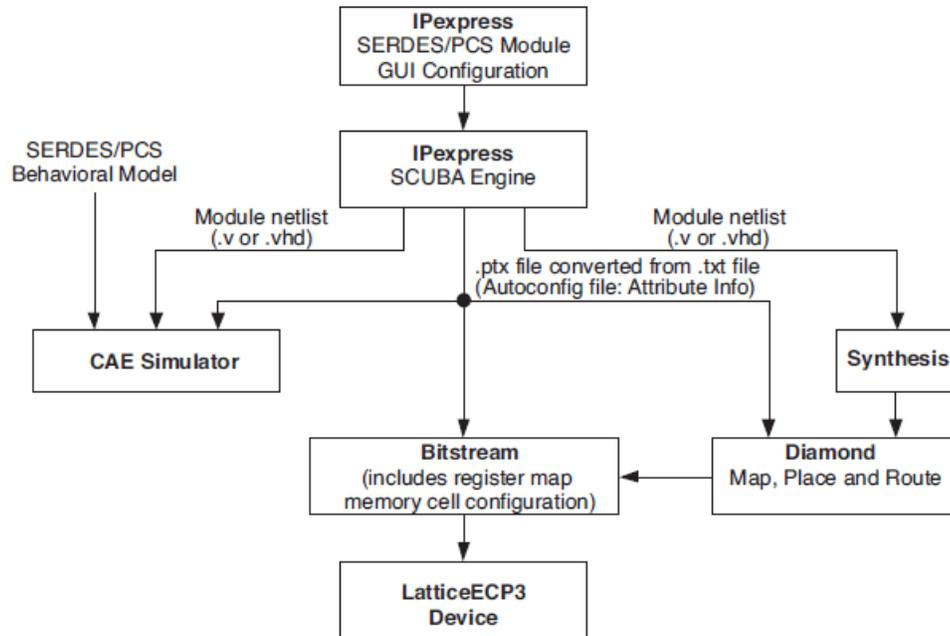 IPexpress
SERDES/PCS Module
GUI Configuration
IPexpress
SCUBA Engine
SERDES/PCS
Behavioral Model
Module netlist
(.v or .vhd)
Module netlist
(.v or .vhd)
.ptx file converted from .txt file
(Autoconfig file: Attribute Info)
CAE Simulator
Synthesis
Bitstream
(includes register map
memory cell configuration)
Diamond
Map, Place and Route
LatticeECP3
Device